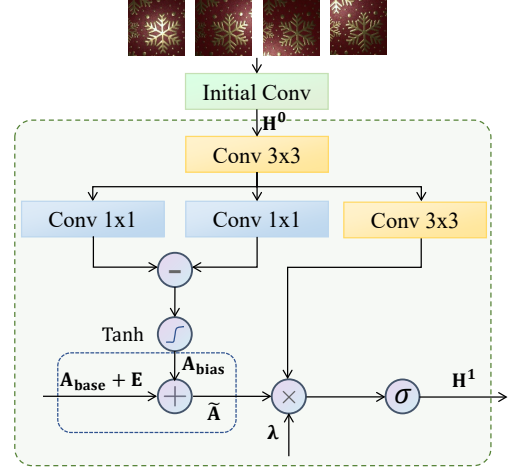 Initial Conv
H⁰
Conv 3x3
Conv 1x1
Conv 1x1
Conv 3x3
-
Tanh
A_bias
A_base + E
+
Ã
×
σ
H¹
λ